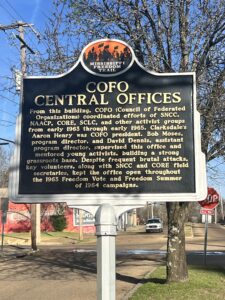 MISSISSIPPI
FREEDOM
TRAIL
COFO
CENTRAL OFFICES
From this building, COFO (Council of Federated
Organizations) coordinated efforts of SNCC,
NAACP, CORE, SCLC, and other activist groups
from early 1963 through early 1965. Clarksdale's
Aaron Henry was COFO president. Bob Moses,
program director, and David Dennis, assistant
program director, supervised this office and
mentored young activists, building a strong
grassroots base. Despite frequent brutal attacks,
key volunteers, along with SNCC and CORE field
secretaries, kept the office open throughout
the 1963 Freedom Vote and Freedom Summer
of 1964 campaigns.
STOP